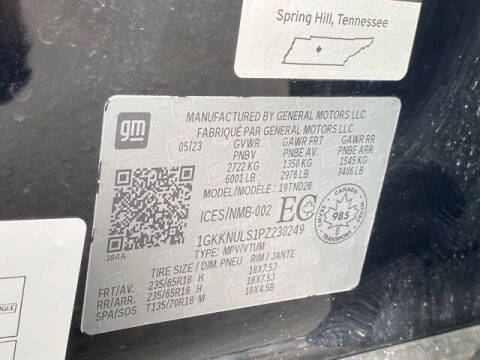 Spring Hill, Tennessee
gm
MANUFACTURED BY GENERAL MOTORS LLC
FABRIQUÉ PAR GENERAL MOTORS LLC
05/23 GVWR GAWR FRT GAWR RR
PNBV PNBE AV. PNBE ARR.
2722 KG 1350 KG 1545 KG
6001 LB 2976 LB 3406 LB
MODEL/MODÈLE: 19TND26
ICES/NMB-002 EC
CANADA
985
TRANSPORT
384A
1GKKNULS1PZ230249
TYPE: MPV/VTUM
TIRE SIZE / DIM. PNEU RIM / JANTE
FRT/AV. 235/65R18 H 18X7.5J
RR/ARR. 235/65R18 H 18X7.5J
SPA/SOS T135/70R18 M 18X4.5B